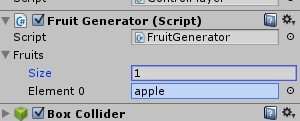 Fruit Generator (Script)
Script FruitGenerator
Fruits
Size 1
Element 0 apple
Box Collider